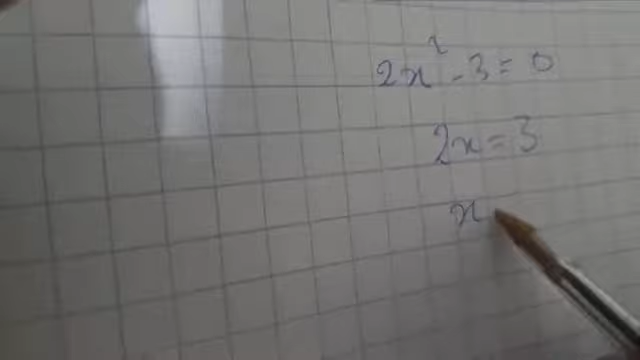 2x² - 3 = 0
2x = 3
x